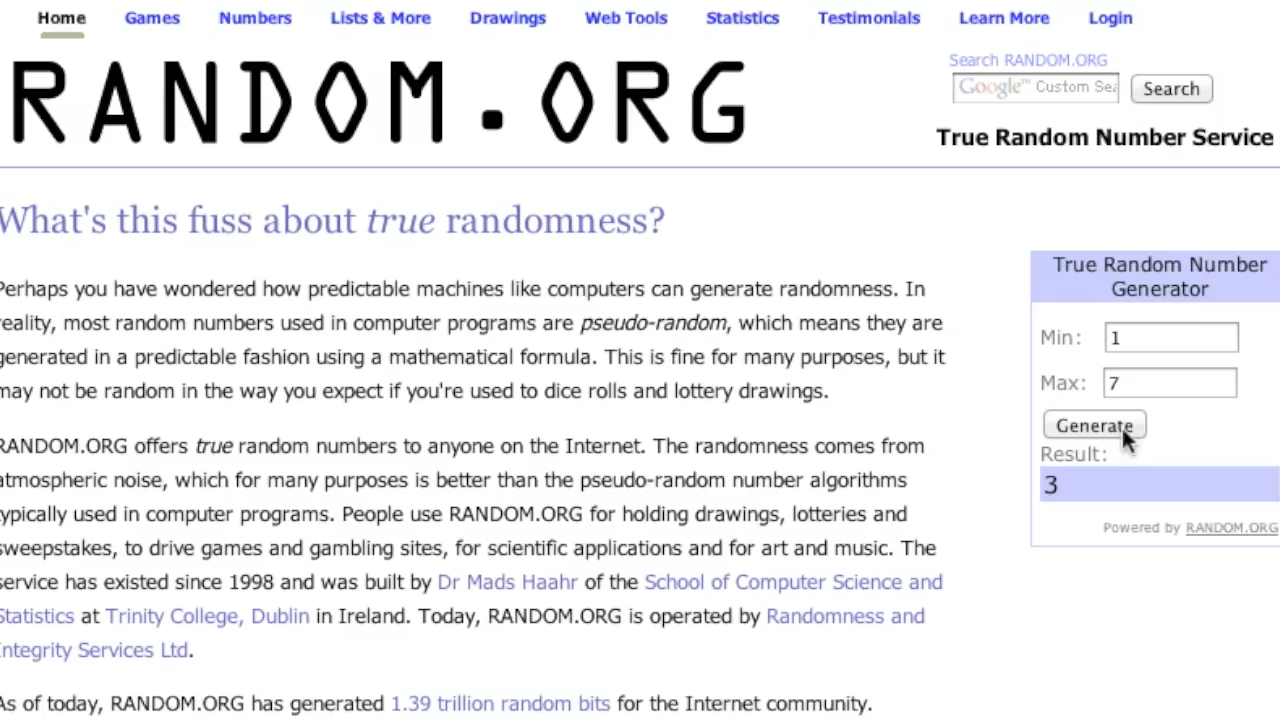 Home Games Numbers Lists & More Drawings Web Tools Statistics Testimonials Learn More Login
RANDOM.ORG
Search RANDOM.ORG
Google™ Custom Sea
Search
True Random Number Service
What's this fuss about true randomness?
Perhaps you have wondered how predictable machines like computers can generate randomness. In
reality, most random numbers used in computer programs are pseudo-random, which means they are
generated in a predictable fashion using a mathematical formula. This is fine for many purposes, but it
may not be random in the way you expect if you're used to dice rolls and lottery drawings.
RANDOM.ORG offers true random numbers to anyone on the Internet. The randomness comes from
atmospheric noise, which for many purposes is better than the pseudo-random number algorithms
typically used in computer programs. People use RANDOM.ORG for holding drawings, lotteries and
sweepstakes, to drive games and gambling sites, for scientific applications and for art and music. The
service has existed since 1998 and was built by Dr Mads Haahr of the School of Computer Science and
Statistics at Trinity College, Dublin in Ireland. Today, RANDOM.ORG is operated by Randomness and
Integrity Services Ltd.
As of today, RANDOM.ORG has generated 1.39 trillion random bits for the Internet community.
True Random Number
Generator
Min: 1
Max: 7
Generate
Result:
3
Powered by RANDOM.ORG